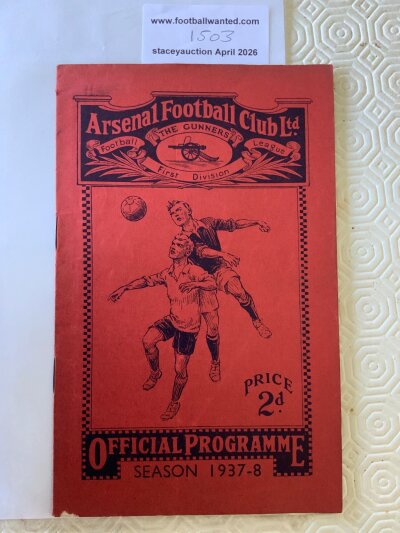 www.footballwanted.com
1503
staceyauction April 2026
Arsenal Football Club Ltd.
THE GUNNERS
Football League
First Division
PRICE
2d.
OFFICIAL PROGRAMME
SEASON 1937-8